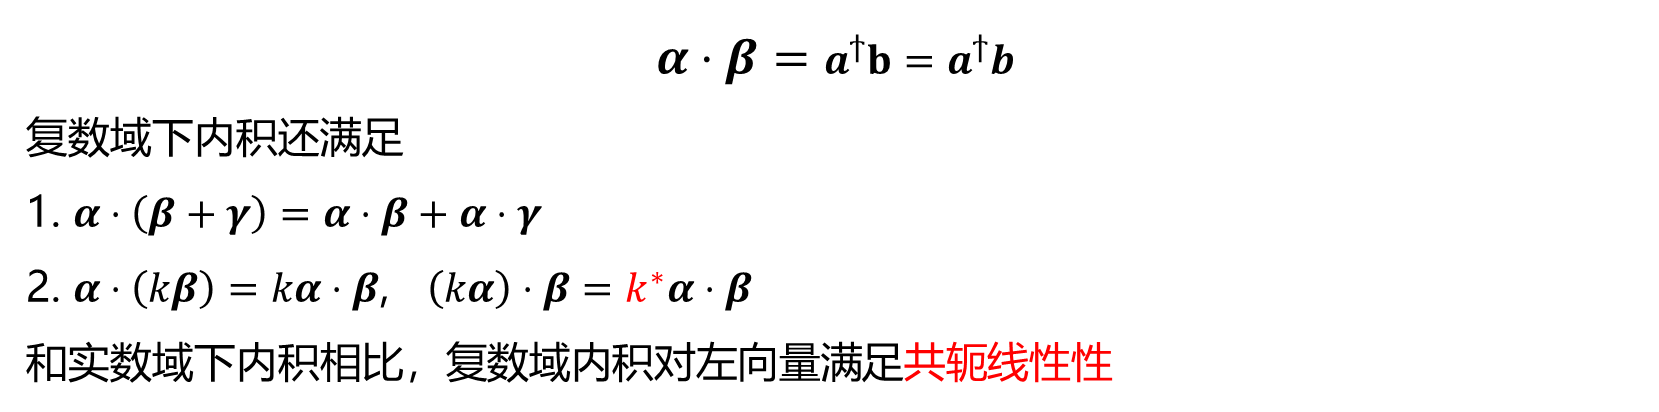 𝜶 · 𝜷 = 𝒂†𝐛 = 𝒂†𝒃
复数域下内积还满足
1. 𝜶 · (𝜷 + 𝜸) = 𝜶 · 𝜷 + 𝜶 · 𝜸
2. 𝜶 · (𝑘𝜷) = 𝑘𝜶 · 𝜷, (𝑘𝜶) · 𝜷 = 𝑘*𝜶 · 𝜷
和实数域下内积相比，复数域内积对左向量满足共轭线性性